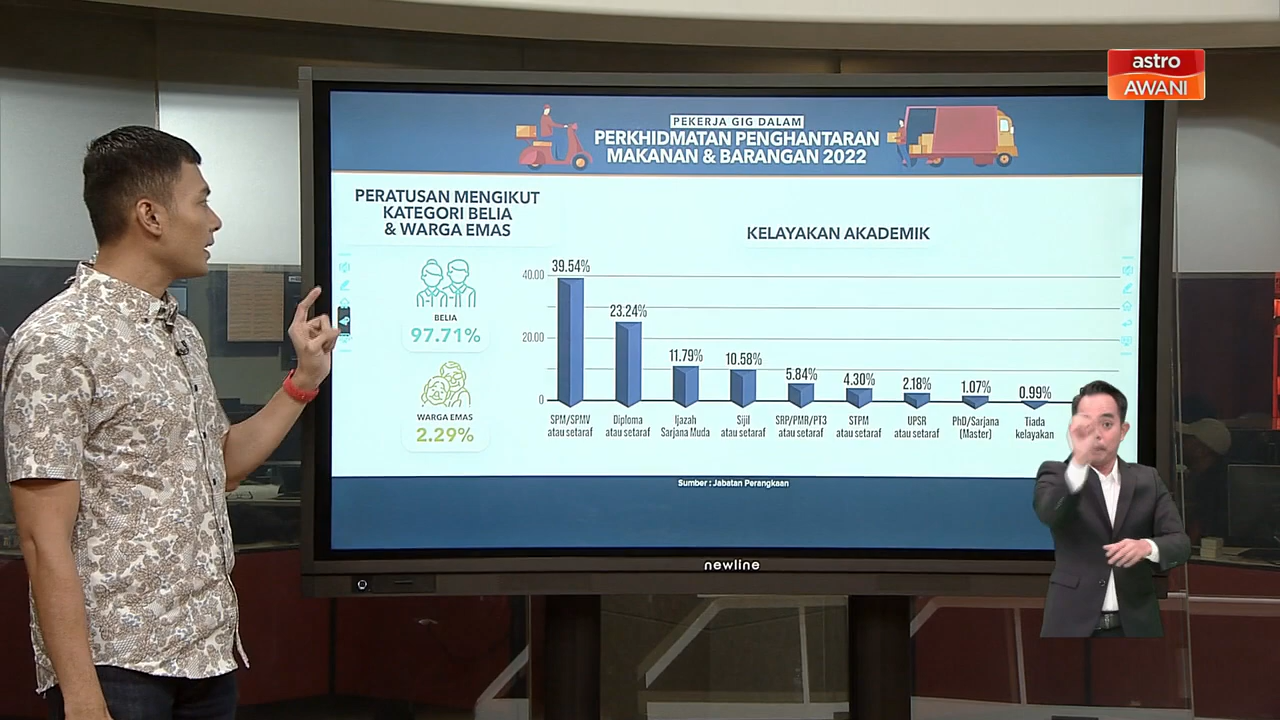 astro
AWANI
PEKERJA GIG DALAM
PERKHIDMATAN PENGHANTARAN
MAKANAN & BARANGAN 2022
PERATUSAN MENGIKUT
KATEGORI BELIA
& WARGA EMAS
BELIA
97.71%
WARGA EMAS
2.29%
KELAYAKAN AKADEMIK
40.00
20.00
0
39.54%
23.24%
11.79%
10.58%
5.84%
4.30%
2.18%
1.07%
0.99%
SPM/SPMV
atau setaraf
Diploma
atau setaraf
Ijazah
Sarjana Muda
Sijil
atau setaraf
SRP/PMR/PT3
atau setaraf
STPM
atau setaraf
UPSR
atau setaraf
PhD/Sarjana
(Master)
Tiada
kelayakan
Sumber : Jabatan Perangkaan
newline